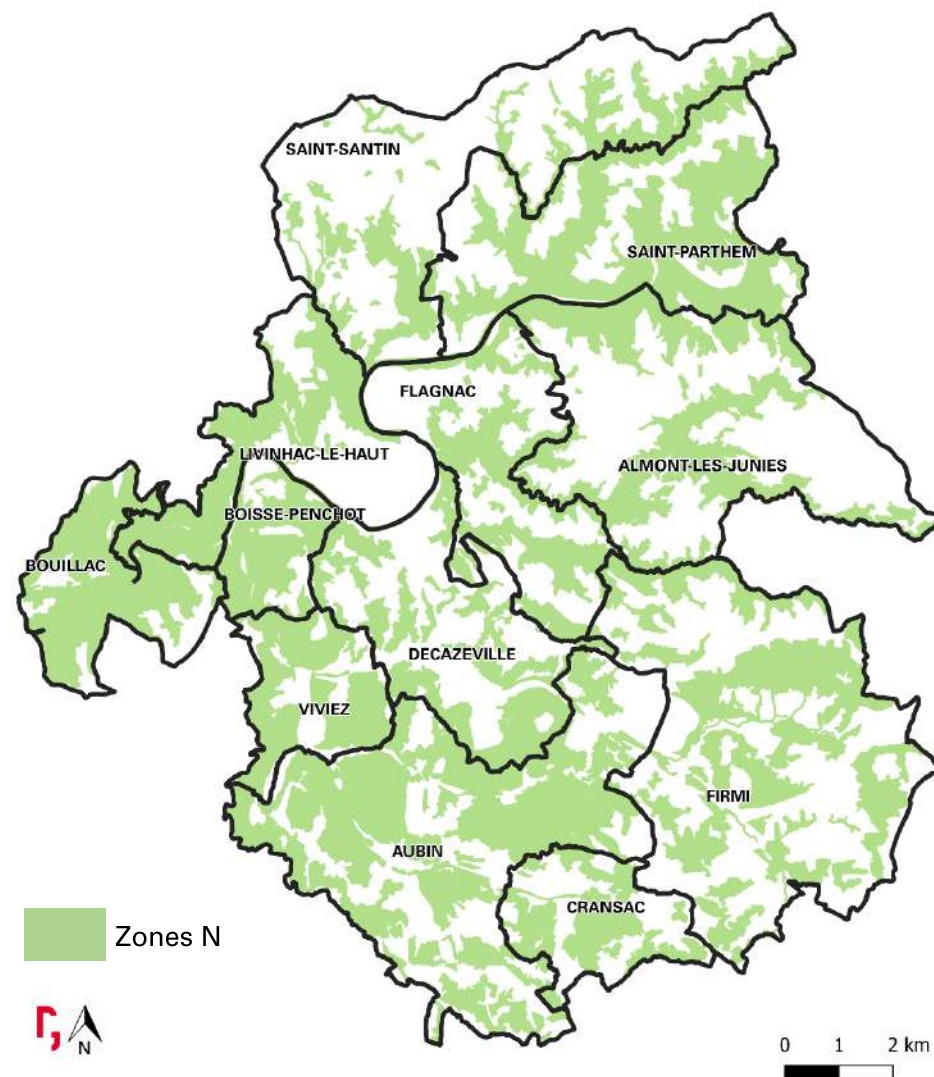 SAINT-SANTIN
SAINT-PARTHEM
FLAGNAC
LIVINHAC-LE-HAUT
ALMONT-LES-JUNIES
BOISSE-PENCHOT
BOUILLAC
DECAZEVILLE
VIVIEZ
FIRMI
AUBIN
CRANSAC
Zones N
N
0 1 2 km